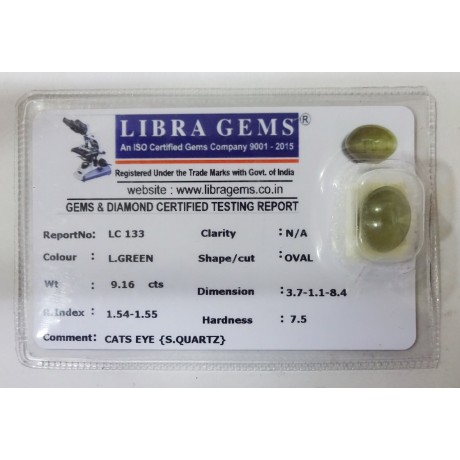 LIBRA GEMS ®
An ISO Certified Gems Company 9001 - 2015
Registered Under the Trade Marks with Govt. of India
website : www.libragems.co.in
GEMS & DIAMOND CERTIFIED TESTING REPORT
ReportNo: LC 133 Clarity : N/A
Colour : L.GREEN Shape/cut : OVAL
Wt : 9.16 cts Dimension : 3.7-1.1-8.4
R.Index : 1.54-1.55 Hardness : 7.5
Comment: CATS EYE {S.QUARTZ}